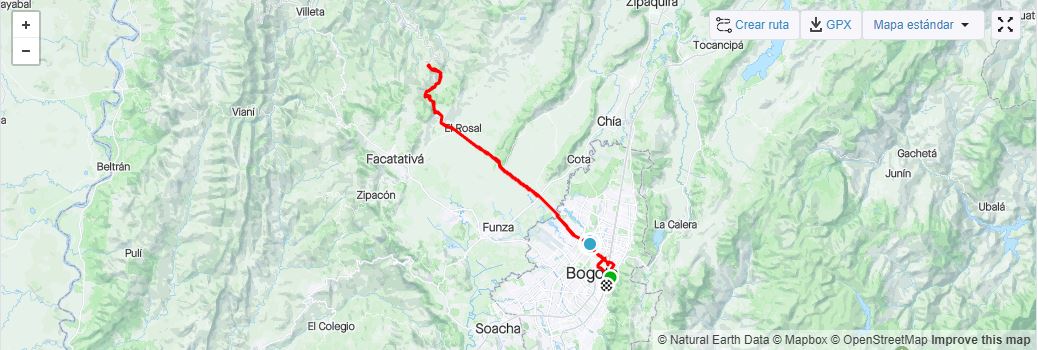 ayabal
Villeta
Zipaquirá
+
−
Crear ruta
GPX
Mapa estándar
Tocancipá
Vianí
Chía
El Rosal
Facatativá
Cota
Gachetá
Beltrán
Junín
Zipacón
Ubalá
La Calera
Funza
Pulí
Bogo
El Colegio
Soacha
© Natural Earth Data © Mapbox © OpenStreetMap Improve this map